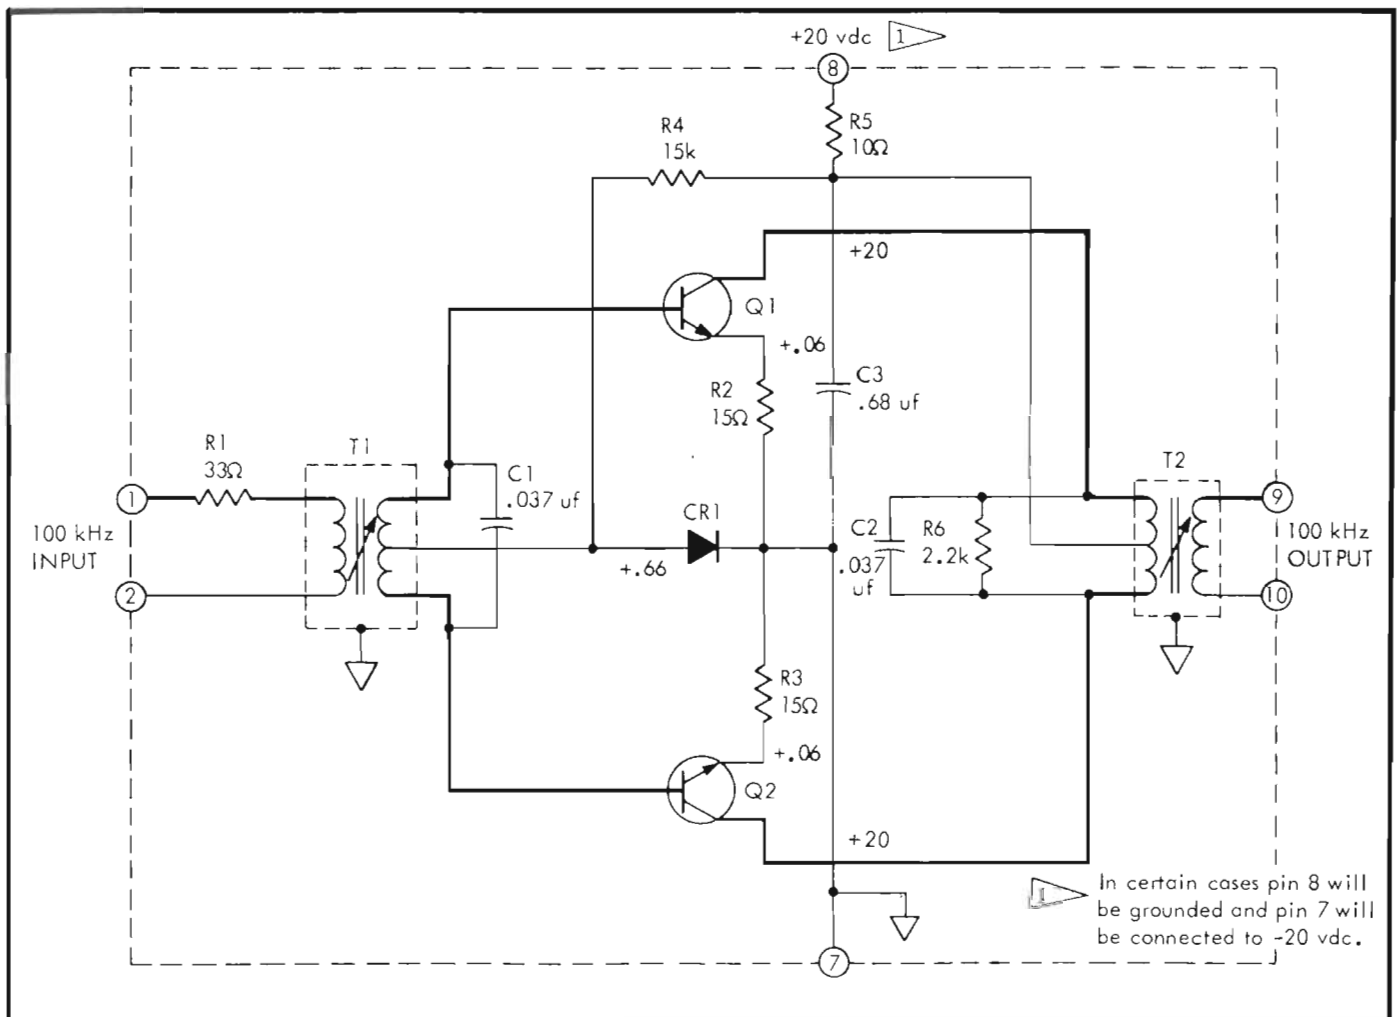 +20 vdc 1
8
R4
15k
R5
10Ω
+20
Q1
+.06
R2
15Ω
C3
.68 uf
R1
33Ω
T1
C1
.037 uf
T2
1
9
100 kHz
INPUT
CR1
C2
.037
uf
R6
2.2k
100 kHz
OUTPUT
+.66
2
10
R3
15Ω
+.06
Q2
+20
1 In certain cases pin 8 will
be grounded and pin 7 will
be connected to -20 vdc.
7